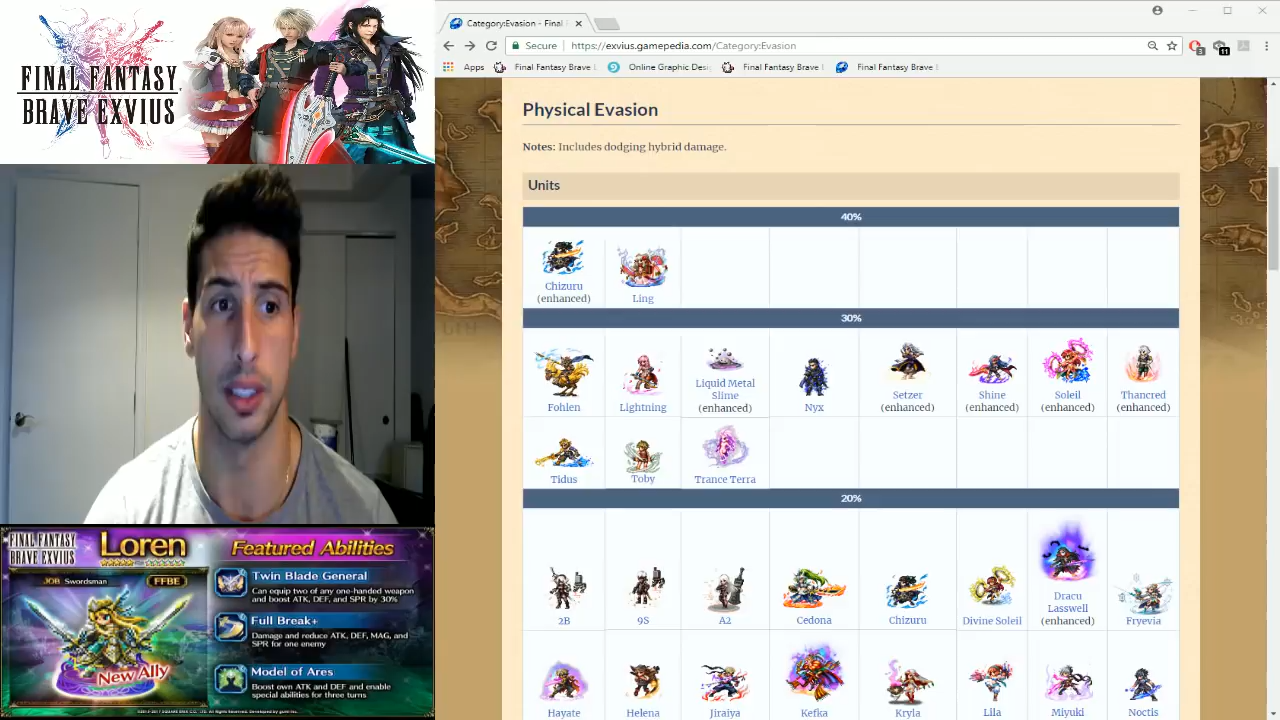 FINAL FANTASY
BRAVE EXVIUS
FINAL FANTASY
BRAVE EXVIUS
Loren
JOB Swordsman
FFBE
New Ally
Featured Abilities
Twin Blade General
Can equip two of any one-handed weapon
and boost ATK, DEF, and SPR by 30%
Full Break+
Damage and reduce ATK, DEF, MAG, and
SPR for one enemy
Model of Ares
Boost own ATK and DEF and enable
special abilities for three turns
Category:Evasion - Final
Secure
https://exvius.gamepedia.com/Category:Evasion
Apps
Final Fantasy Brave
Online Graphic Desi
Final Fantasy Brave
Final Fantasy Brave
Physical Evasion
Notes: Includes dodging hybrid damage.
Units
40%
Chizuru
(enhanced)
Ling
30%
Fohlen
Lightning
Liquid Metal
Slime
(enhanced)
Nyx
Setzer
(enhanced)
Shine
(enhanced)
Soleil
(enhanced)
Thancred
(enhanced)
Tidus
Toby
Trance Terra
20%
2B
9S
A2
Cedona
Chizuru
Divine Soleil
Dracu
Lasswell
(enhanced)
Fryevia
Hayate
Helena
Jiraiya
Kefka
Kryla
Lila
Miyuki
Noctis